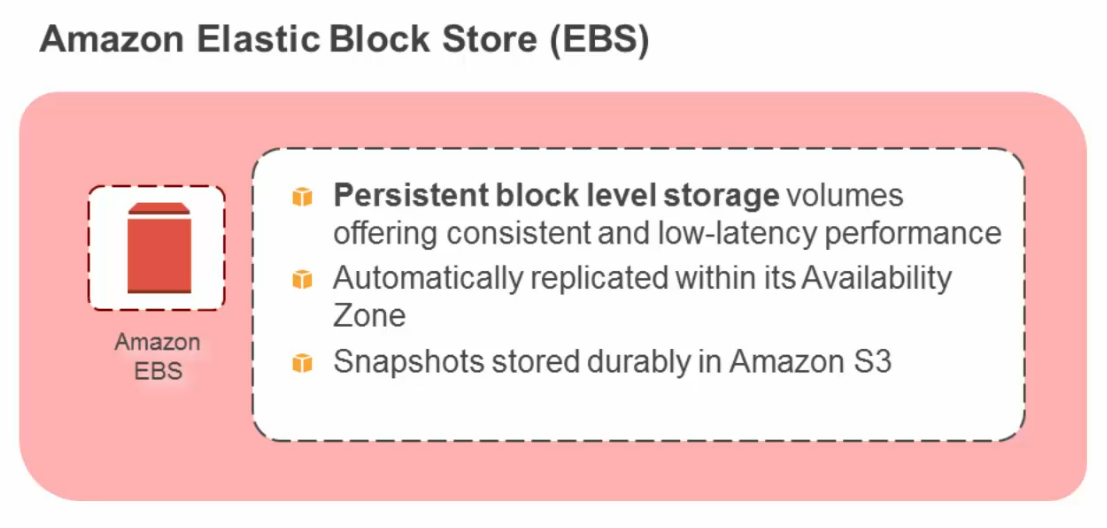 Amazon Elastic Block Store (EBS)
Persistent block level storage volumes
offering consistent and low-latency performance
Automatically replicated within its Availability
Zone
Snapshots stored durably in Amazon S3
Amazon
EBS